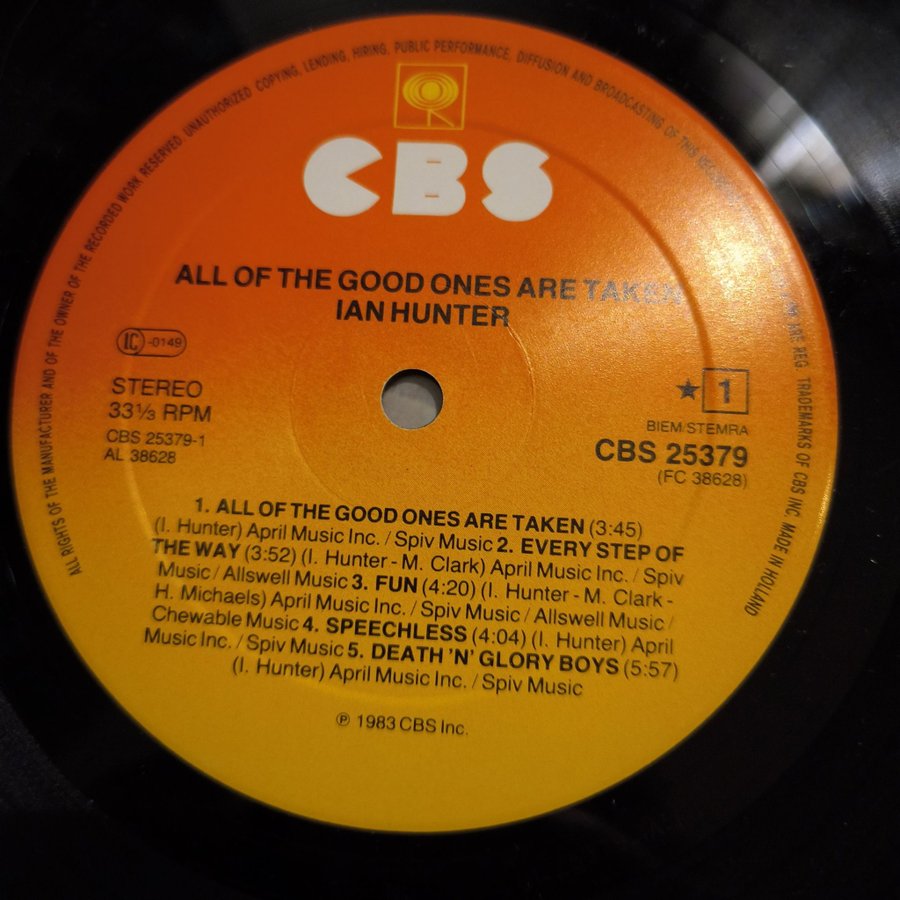 ALL RIGHTS OF THE MANUFACTURER AND OF THE OWNER OF THE RECORDED WORK RESERVED. UNAUTHORIZED COPYING, LENDING, HIRING, PUBLIC PERFORMANCE, DIFFUSION AND BROADCASTING OF THIS RECORD ARE REG. TRADEMARKS OF CBS INC. MADE IN HOLLAND
CBS
ALL OF THE GOOD ONES ARE TAKEN
IAN HUNTER
LC-0149
STEREO
33⅓ RPM
CBS 25379-1
AL 38628
★ 1
BIEM/STEMRA
CBS 25379
(FC 38628)
1. ALL OF THE GOOD ONES ARE TAKEN (3:45)
(I. Hunter) April Music Inc. / Spiv Music 2. EVERY STEP OF
THE WAY (3:52) (I. Hunter - M. Clark) April Music Inc. / Spiv
Music / Allswell Music 3. FUN (4:20) (I. Hunter - M. Clark -
H. Michaels) April Music Inc. / Spiv Music / Allswell Music /
Chewable Music 4. SPEECHLESS (4:04) (I. Hunter) April
Music Inc. / Spiv Music 5. DEATH 'N' GLORY BOYS (5:57)
(I. Hunter) April Music Inc. / Spiv Music
℗ 1983 CBS Inc.